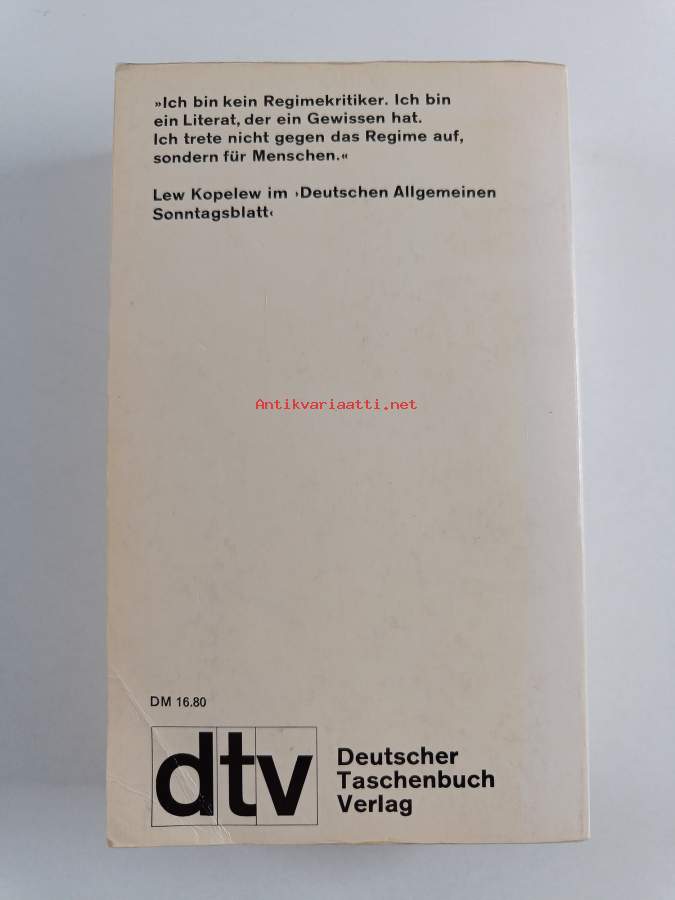 »Ich bin kein Regimekritiker. Ich bin
ein Literat, der ein Gewissen hat.
Ich trete nicht gegen das Regime auf,
sondern für Menschen.«
Lew Kopelew im ›Deutschen Allgemeinen
Sonntagsblatt‹
Antikvariaatti.net
DM 16.80
dtv
Deutscher
Taschenbuch
Verlag